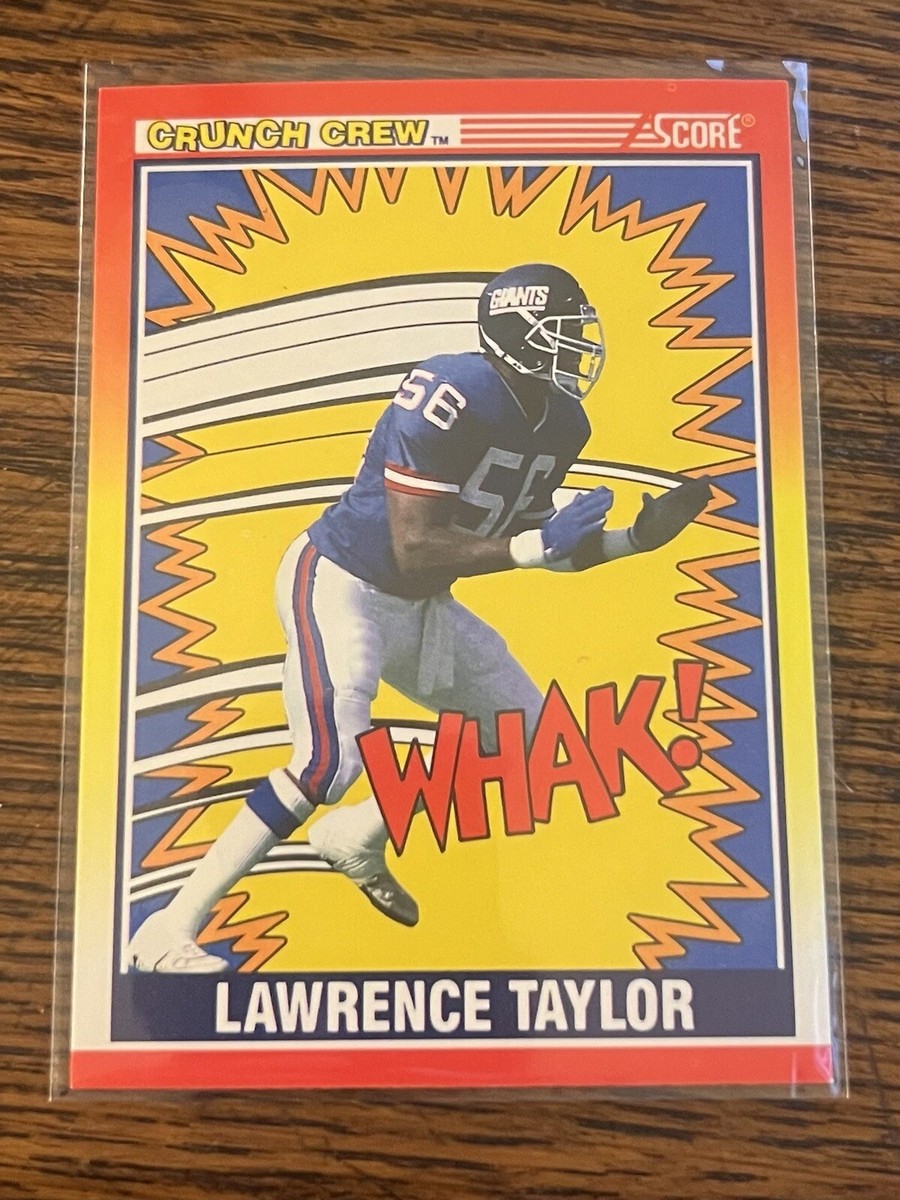 CRUNCH CREW™ SCORE®
GIANTS
56
56
WHAK!
LAWRENCE TAYLOR